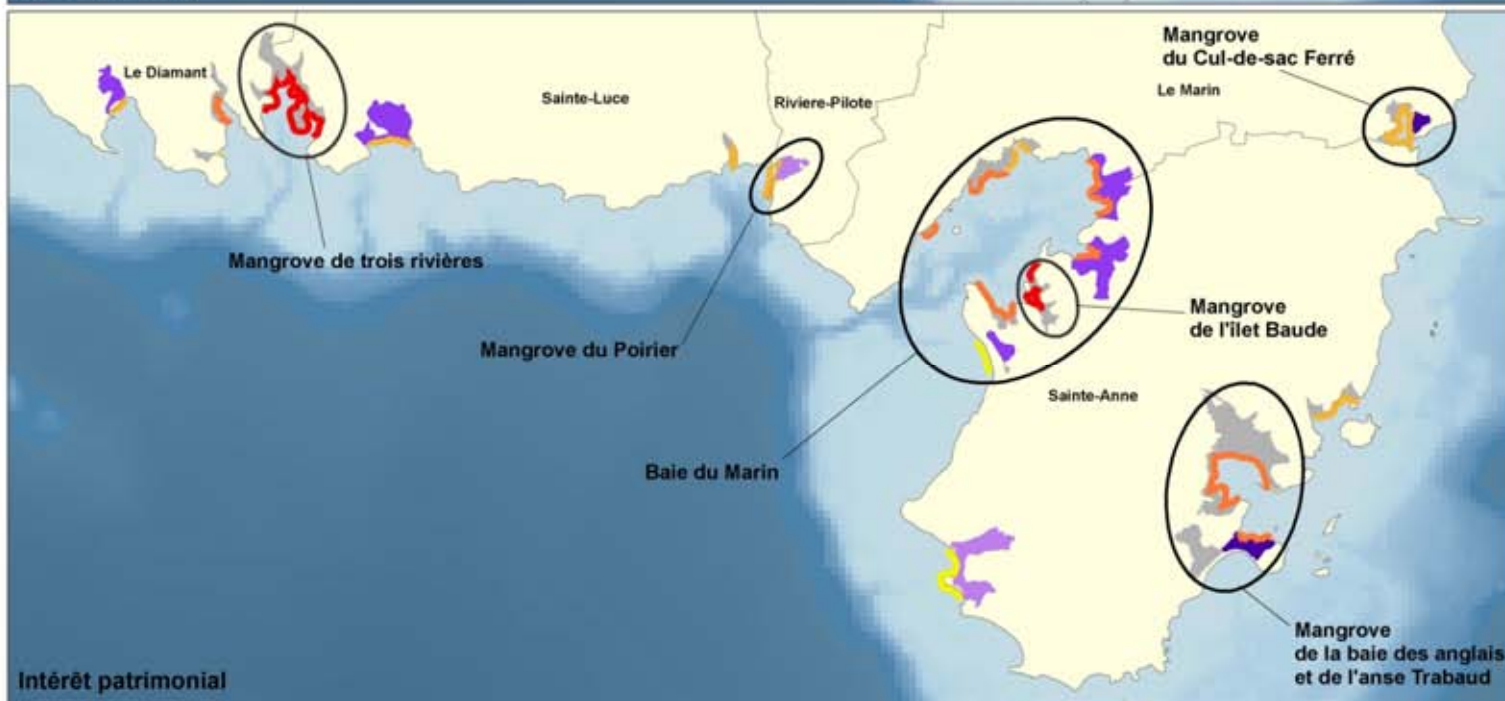 Mangrove
du Cul-de-sac Ferré
Le Diamant
Le Marin
Sainte-Luce
Riviere-Pilote
Mangrove de trois rivières
Mangrove
de l'îlet Baude
Mangrove du Poirier
Sainte-Anne
Baie du Marin
Mangrove
de la baie des anglais
et de l'anse Trabaud
Intérêt patrimonial